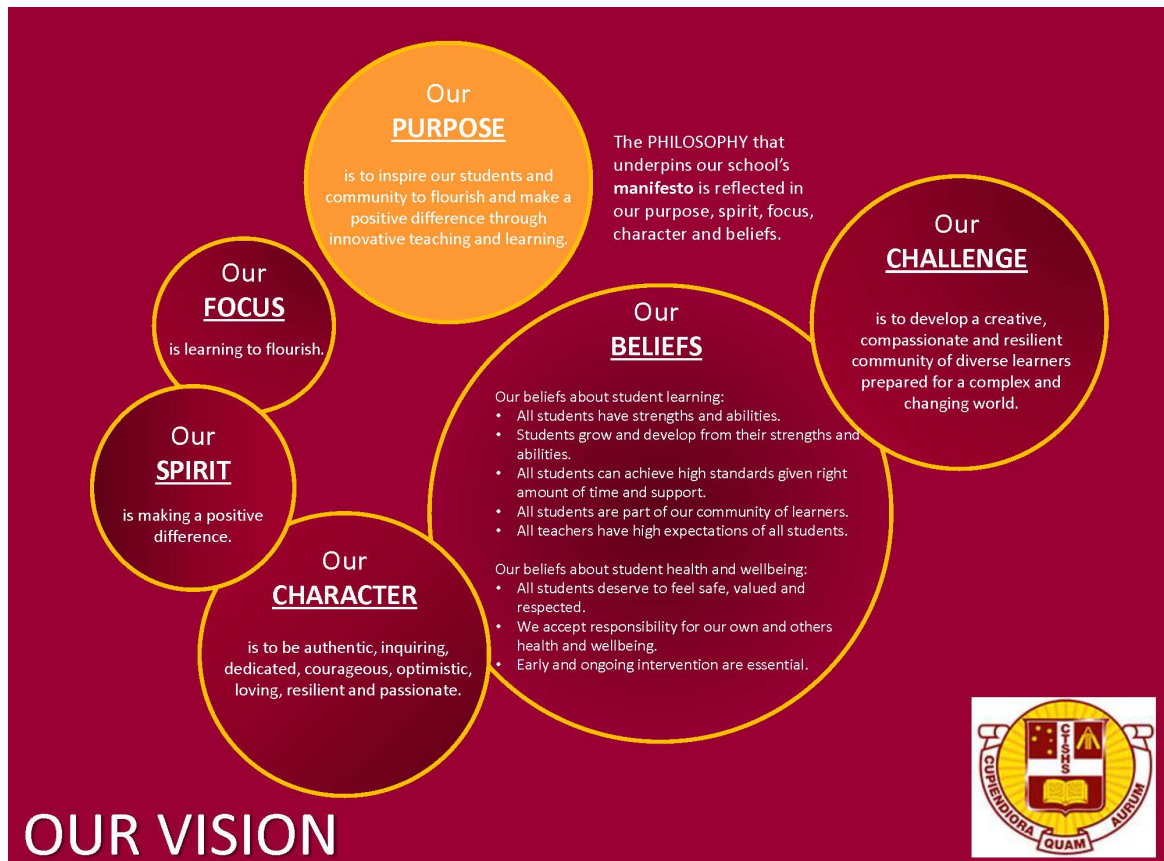 Our
PURPOSE
is to inspire our students and
community to flourish and make a
positive difference through
innovative teaching and learning.
The PHILOSOPHY that
underpins our school's
manifesto is reflected in
our purpose, spirit, focus,
character and beliefs.
Our
CHALLENGE
is to develop a creative,
compassionate and resilient
community of diverse learners
prepared for a complex and
changing world.
Our
FOCUS
is learning to flourish.
Our
BELIEFS
Our beliefs about student learning:
• All students have strengths and abilities.
• Students grow and develop from their strengths and
abilities.
• All students can achieve high standards given right
amount of time and support.
• All students are part of our community of learners.
• All teachers have high expectations of all students.
Our beliefs about student health and wellbeing:
• All students deserve to feel safe, valued and
respected.
• We accept responsibility for our own and others
health and wellbeing.
• Early and ongoing intervention are essential.
Our
SPIRIT
is making a positive
difference.
Our
CHARACTER
is to be authentic, inquiring,
dedicated, courageous, optimistic,
loving, resilient and passionate.
OUR VISION
CTSHS
CUPIENDIORA
QUAM
AURUM